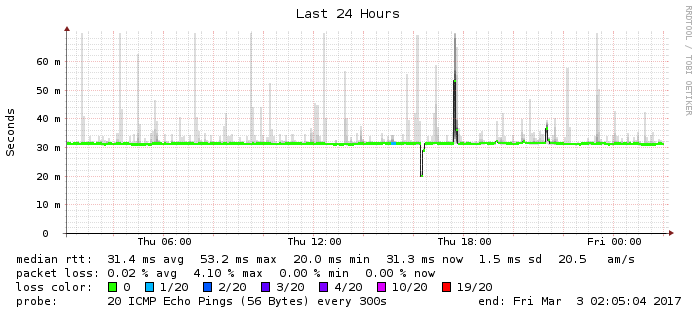 Last 24 Hours
RRDTOOL / TOBI OETIKER
Seconds
60 m
50 m
40 m
30 m
20 m
10 m
0
Thu 06:00 Thu 12:00 Thu 18:00 Fri 00:00
median rtt: 31.4 ms avg 53.2 ms max 20.0 ms min 31.3 ms now 1.5 ms sd 20.5 am/s
packet loss: 0.02 % avg 4.10 % max 0.00 % min 0.00 % now
loss color: 0 1/20 2/20 3/20 4/20 10/20 19/20
probe: 20 ICMP Echo Pings (56 Bytes) every 300s end: Fri Mar 3 02:05:04 2017